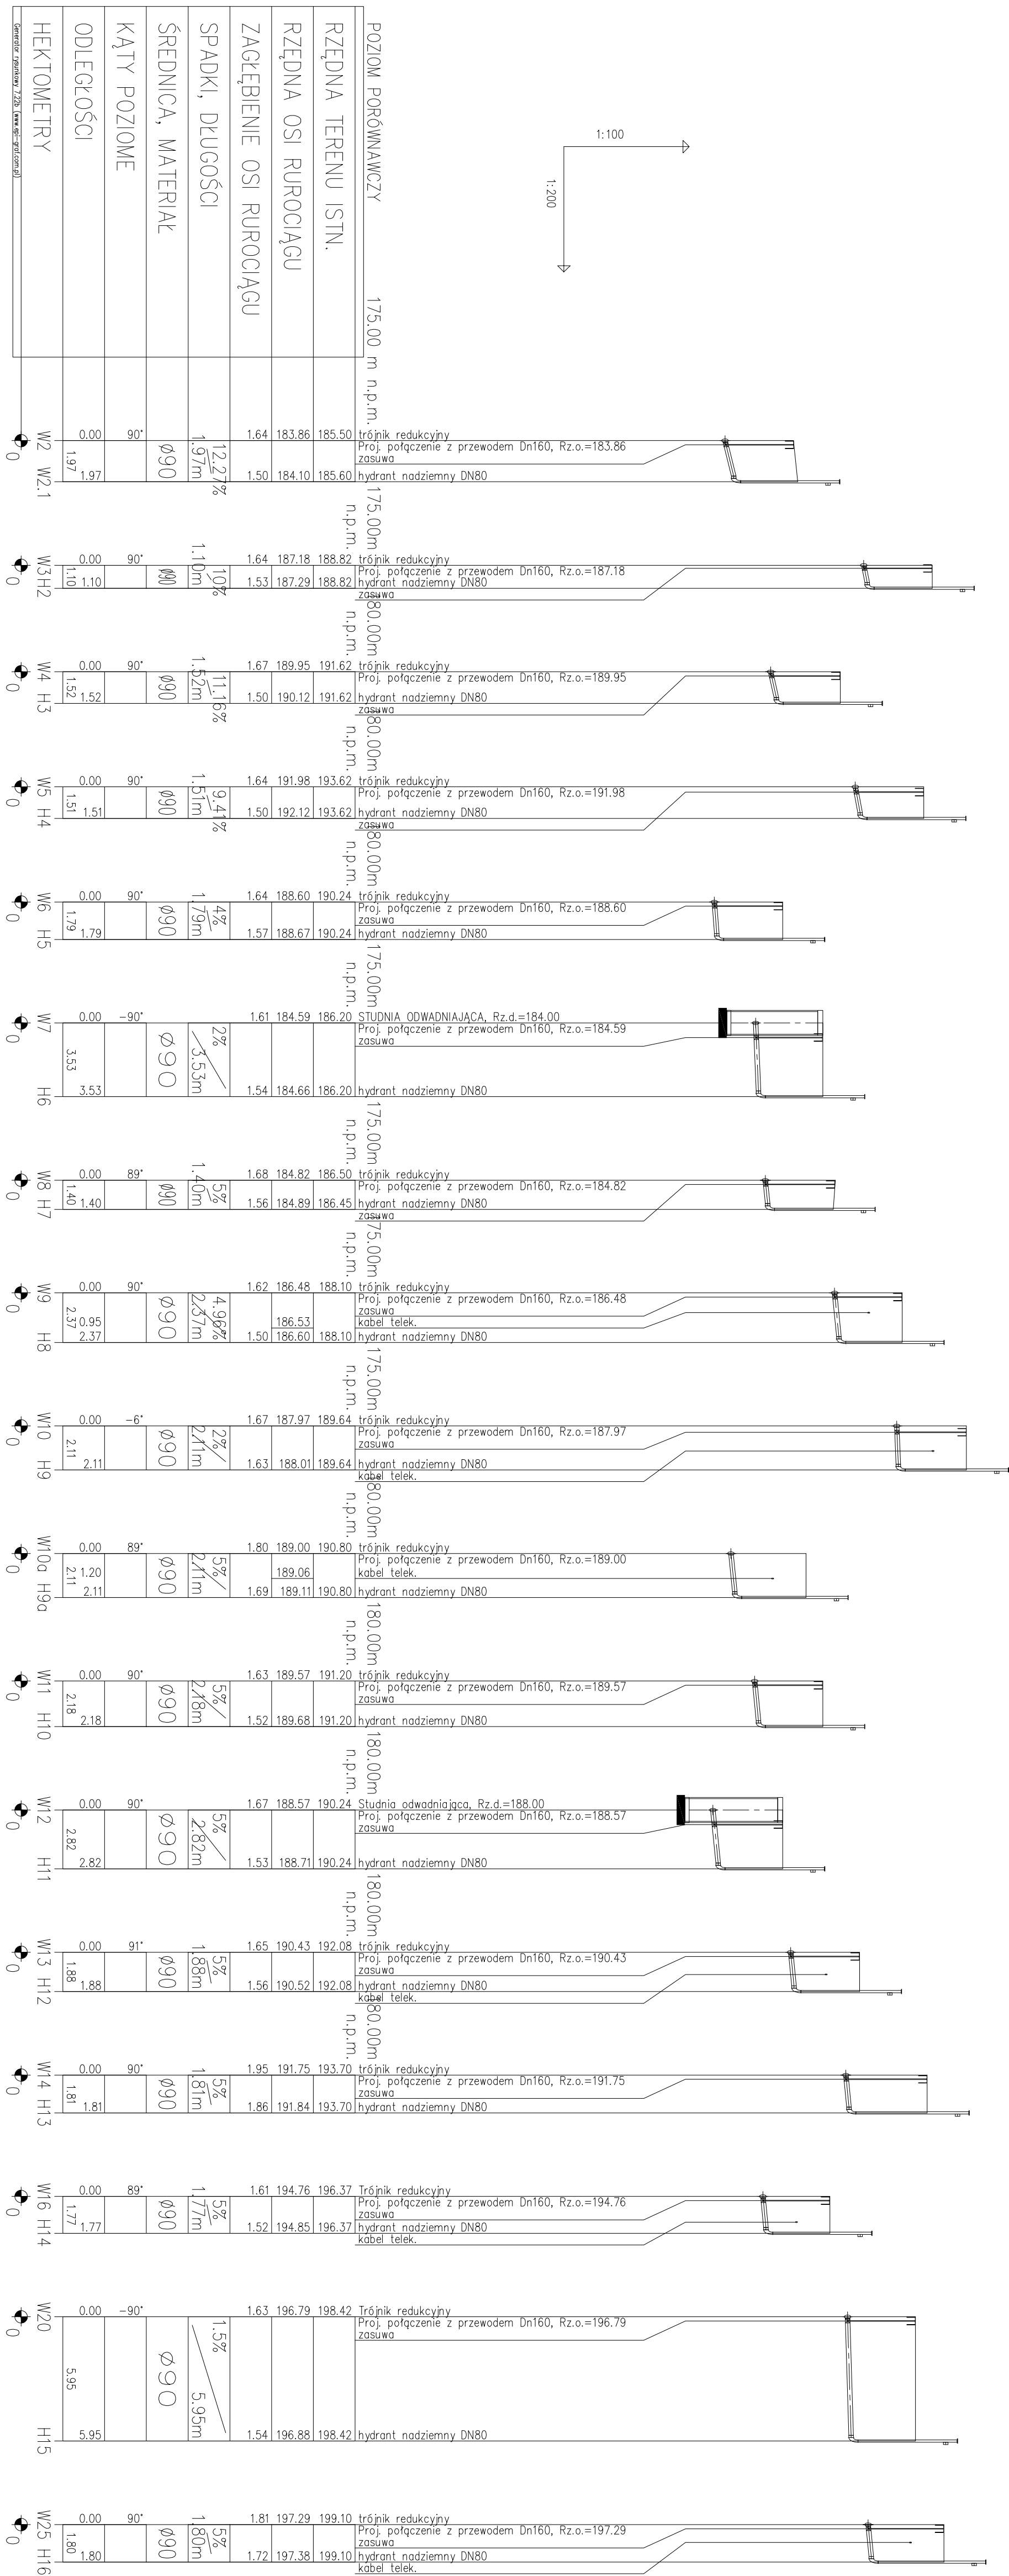 1:100
1:200
POZIOM PORÓWNAWCZY 175.00 m n.p.m.
RZĘDNA TERENU ISTN.
RZĘDNA OSI RUROCIĄGU
ZAGŁĘBIENIE OSI RUROCIĄGU
SPADKI, DŁUGOŚCI
ŚREDNICA, MATERIAŁ
KĄTY POZIOME
ODLEGŁOŚCI
HEKTOMETRY
Generator rysunkowy 7.22b (www.epi-graf.com.pl)
0.00 90° 1.64 183.86 185.50 trójnik redukcyjny
Proj. połączenie z przewodem Dn160, Rz.o.=183.86
zasuwa
1.97 1.50 184.10 185.60 hydrant nadziemny DN80
12.27%
1.97m
Ø90
1.97
W2 W2.1
0
175.00m
n.p.m.
0.00 90° 1.64 187.18 188.82 trójnik redukcyjny
Proj. połączenie z przewodem Dn160, Rz.o.=187.18
1.10 1.53 187.29 188.82 hydrant nadziemny DN80
zasuwa
10%
1.10m
Ø90
1.10
W3 H2
0
180.00m
n.p.m.
0.00 90° 1.67 189.95 191.62 trójnik redukcyjny
Proj. połączenie z przewodem Dn160, Rz.o.=189.95
1.52 1.50 190.12 191.62 hydrant nadziemny DN80
zasuwa
11.16%
1.52m
Ø90
1.52
W4 H3
0
180.00m
n.p.m.
0.00 90° 1.64 191.98 193.62 trójnik redukcyjny
Proj. połączenie z przewodem Dn160, Rz.o.=191.98
1.51 1.50 192.12 193.62 hydrant nadziemny DN80
zasuwa
9.41%
1.51m
Ø90
1.51
W5 H4
0
180.00m
n.p.m.
0.00 90° 1.64 188.60 190.24 trójnik redukcyjny
Proj. połączenie z przewodem Dn160, Rz.o.=188.60
zasuwa
1.79 1.57 188.67 190.24 hydrant nadziemny DN80
4%
1.79m
Ø90
1.79
W6 H5
0
175.00m
n.p.m.
0.00 -90° 1.61 184.59 186.20 STUDNIA ODWADNIAJĄCA, Rz.d.=184.00
Proj. połączenie z przewodem Dn160, Rz.o.=184.59
zasuwa
3.53 1.54 184.66 186.20 hydrant nadziemny DN80
2%
3.53m
Ø90
3.53
W7 H6
0
175.00m
n.p.m.
0.00 89° 1.68 184.82 186.50 trójnik redukcyjny
Proj. połączenie z przewodem Dn160, Rz.o.=184.82
1.40 1.56 184.89 186.45 hydrant nadziemny DN80
zasuwa
5%
1.40m
Ø90
1.40
W8 H7
0
175.00m
n.p.m.
0.00 90° 1.62 186.48 188.10 trójnik redukcyjny
Proj. połączenie z przewodem Dn160, Rz.o.=186.48
zasuwa
0.95 186.53 kabel telek.
2.37 1.50 186.60 188.10 hydrant nadziemny DN80
4.96%
2.37m
Ø90
2.37
W9 H8
0
175.00m
n.p.m.
0.00 -6° 1.67 187.97 189.64 trójnik redukcyjny
Proj. połączenie z przewodem Dn160, Rz.o.=187.97
zasuwa
2.11 1.63 188.01 189.64 hydrant nadziemny DN80
kabel telek.
2%
2.11m
Ø90
2.11
W10 H9
0
180.00m
n.p.m.
0.00 89° 1.80 189.00 190.80 trójnik redukcyjny
Proj. połączenie z przewodem Dn160, Rz.o.=189.00
1.20 189.06 kabel telek.
2.11 1.69 189.11 190.80 hydrant nadziemny DN80
5%
2.11m
Ø90
2.11
W10a H9a
0
180.00m
n.p.m.
0.00 90° 1.63 189.57 191.20 trójnik redukcyjny
Proj. połączenie z przewodem Dn160, Rz.o.=189.57
zasuwa
2.18 1.52 189.68 191.20 hydrant nadziemny DN80
5%
2.18m
Ø90
2.18
W11 H10
0
180.00m
n.p.m.
0.00 90° 1.67 188.57 190.24 Studnia odwadniająca, Rz.d.=188.00
Proj. połączenie z przewodem Dn160, Rz.o.=188.57
zasuwa
2.82 1.53 188.71 190.24 hydrant nadziemny DN80
5%
2.82m
Ø90
2.82
W12 H11
0
180.00m
n.p.m.
0.00 91° 1.65 190.43 192.08 trójnik redukcyjny
Proj. połączenie z przewodem Dn160, Rz.o.=190.43
zasuwa
1.88 1.56 190.52 192.08 hydrant nadziemny DN80
kabel telek.
5%
1.88m
Ø90
1.88
W13 H12
0
180.00m
n.p.m.
0.00 90° 1.95 191.75 193.70 trójnik redukcyjny
Proj. połączenie z przewodem Dn160, Rz.o.=191.75
zasuwa
1.81 1.86 191.84 193.70 hydrant nadziemny DN80
5%
1.81m
Ø90
1.81
W14 H13
0
0.00 89° 1.61 194.76 196.37 Trójnik redukcyjny
Proj. połączenie z przewodem Dn160, Rz.o.=194.76
zasuwa
1.77 1.52 194.85 196.37 hydrant nadziemny DN80
kabel telek.
5%
1.77m
Ø90
1.77
W16 H14
0
0.00 -90° 1.63 196.79 198.42 Trójnik redukcyjny
Proj. połączenie z przewodem Dn160, Rz.o.=196.79
zasuwa
5.95 1.54 196.88 198.42 hydrant nadziemny DN80
1.5%
5.95m
Ø90
5.95
W20 H15
0
0.00 90° 1.81 197.29 199.10 trójnik redukcyjny
Proj. połączenie z przewodem Dn160, Rz.o.=197.29
zasuwa
1.80 1.72 197.38 199.10 hydrant nadziemny DN80
kabel telek.
5%
1.80m
Ø90
1.80
W25 H16
0